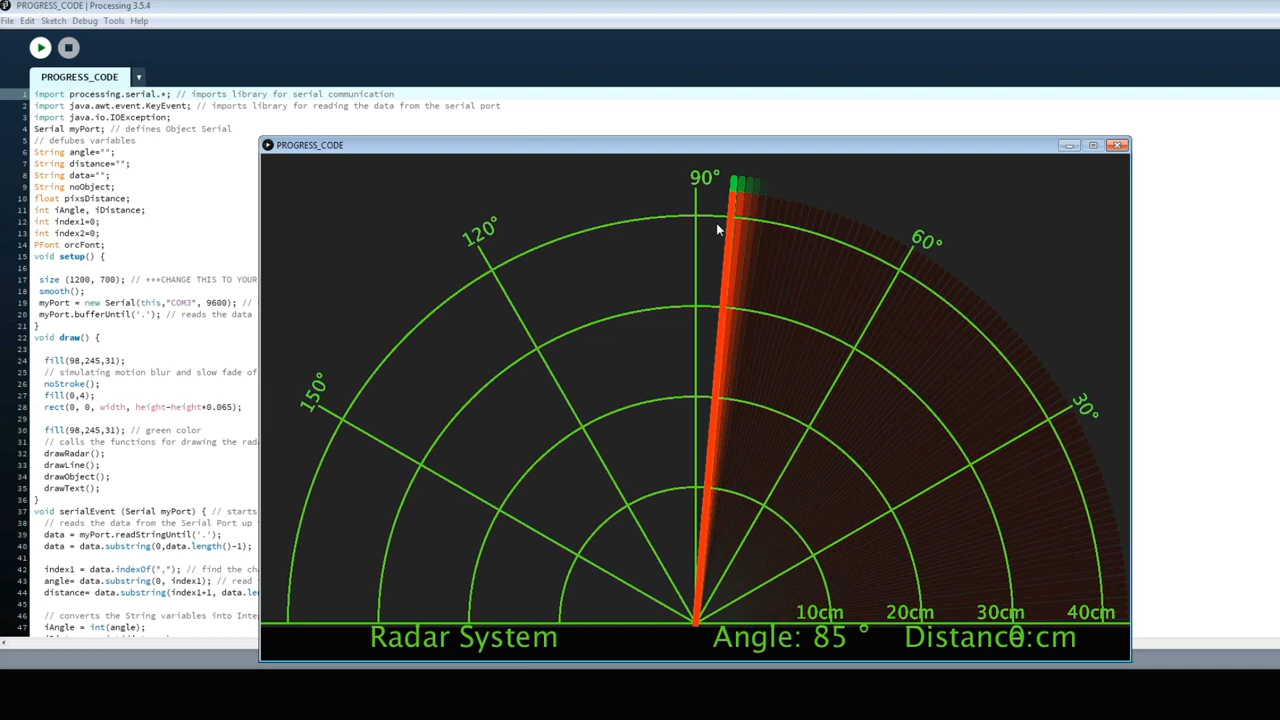 PROGRESS_CODE | Processing 3.5.4
File Edit Sketch Debug Tools Help
PROGRESS_CODE
1 import processing.serial.*; // imports library for serial communication
2 import java.awt.event.KeyEvent; // imports library for reading the data from the serial port
3 import java.io.IOException;
4 Serial myPort; // defines Object Serial
5 // defubes variables
6 String angle="";
7 String distance="";
8 String data="";
9 String noObject;
10 float pixsDistance;
11 int iAngle, iDistance;
12 int index1=0;
13 int index2=0;
14 PFont orcFont;
15 void setup() {
16
17 size (1200, 700); // ***CHANGE THIS TO YOUR
18 smooth();
19 myPort = new Serial(this,"COM3", 9600); //
20 myPort.bufferUntil('.'); // reads the data
21 }
22 void draw() {
23
24 fill(98,245,31);
25 // simulating motion blur and slow fade of
26 noStroke();
27 fill(0,4);
28 rect(0, 0, width, height-height*0.065);
29
30 fill(98,245,31); // green color
31 // calls the functions for drawing the rada
32 drawRadar();
33 drawLine();
34 drawObject();
35 drawText();
36 }
37 void serialEvent (Serial myPort) { // starts
38 // reads the data from the Serial Port up
39 data = myPort.readStringUntil('.');
40 data = data.substring(0,data.length()-1);
41
42 index1 = data.indexOf(","); // find the cha
43 angle= data.substring(0, index1); // read
44 distance= data.substring(index1+1, data.len
45
46 // converts the String variables into Integ
47 iAngle = int(angle);
PROGRESS_CODE
90°
120°
60°
150°
30°
10cm 20cm 30cm 40cm
Radar System Angle: 85 ° Distance: cm